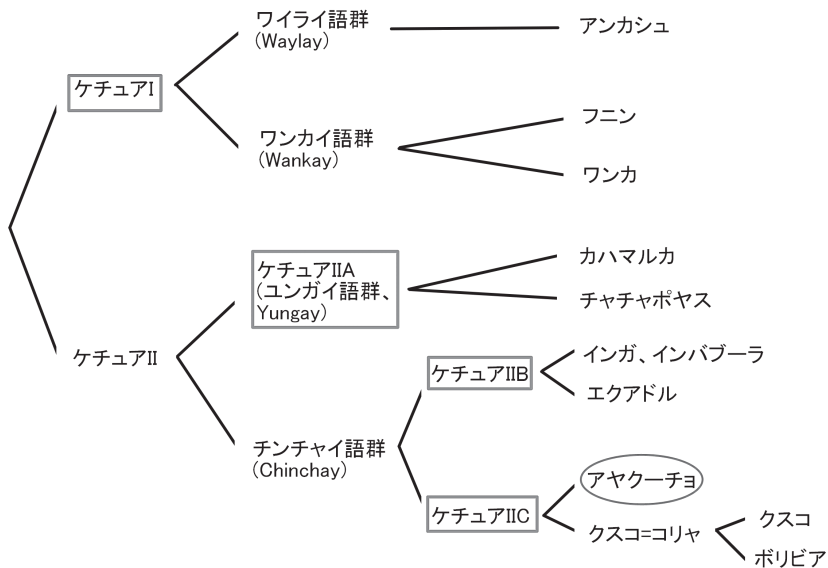 ワイライ語群
(Waylay)
アンカシュ
ケチュアI
ワンカイ語群
(Wankay)
フニン
ワンカ
ケチュアIIA
(ユンガイ語群、
Yungay)
カハマルカ
チャチャポヤス
ケチュアII
ケチュアIIB
インガ、インバブーラ
エクアドル
チンチャイ語群
(Chinchay)
ケチュアIIC
アヤクーチョ
クスコ=コリャ
クスコ
ボリビア